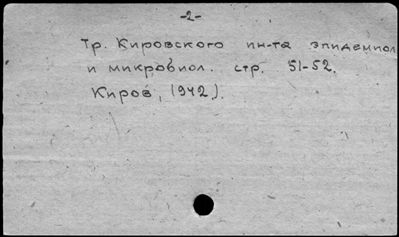 -2-
Тр. Кировского ин-та эпидемиол
и микробиол. стр. 51-52.
Киров, 1942).